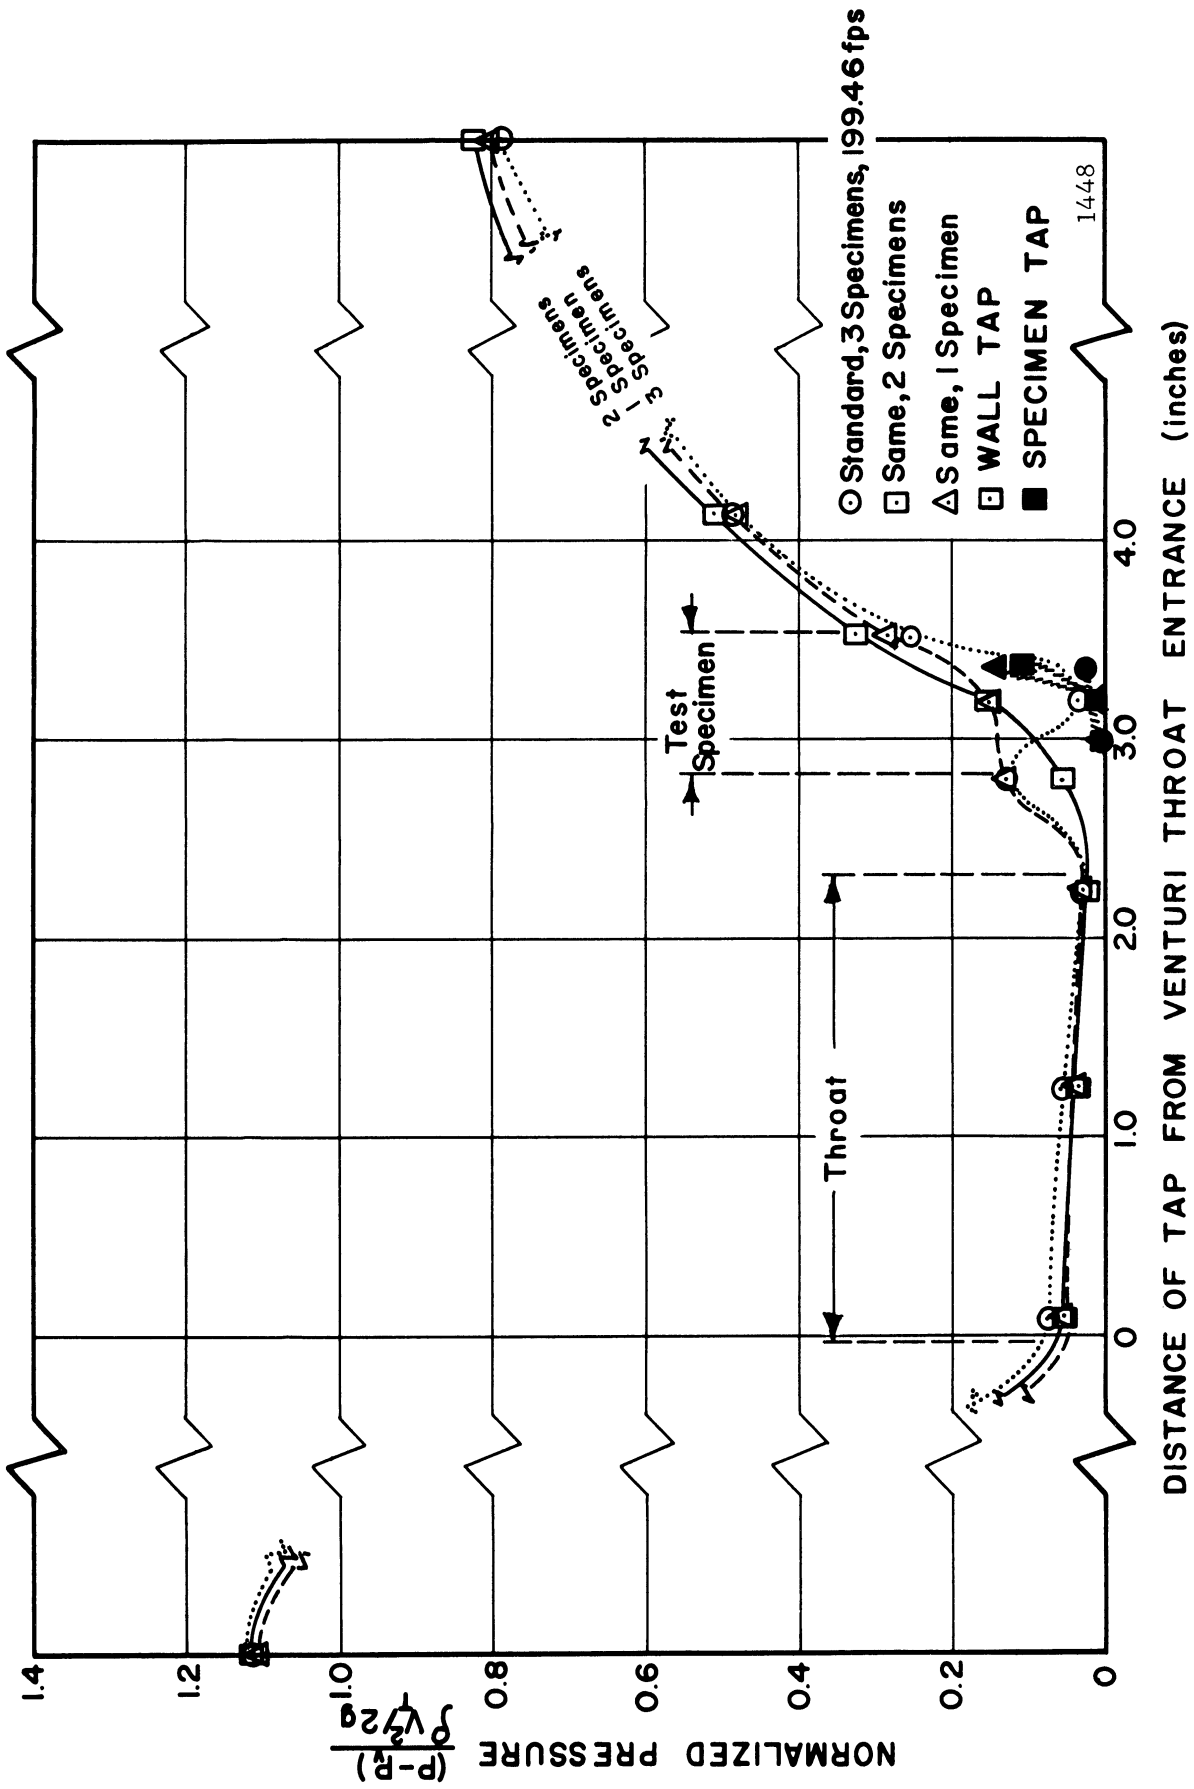 NORMALIZED PRESSURE (P-Pv) / ρ V²T/2g
1.4
1.2
1.0
0.8
0.6
0.4
0.2
0
2 Specimens
1 Specimen
3 Specimens
Test
Specimen
Throat
⊙ Standard, 3 Specimens, 199.46 fps
⊡ Same, 2 Specimens
△ Same, 1 Specimen
⊡ WALL TAP
■ SPECIMEN TAP
1448
0
1.0
2.0
3.0
4.0
DISTANCE OF TAP FROM VENTURI THROAT ENTRANCE (inches)